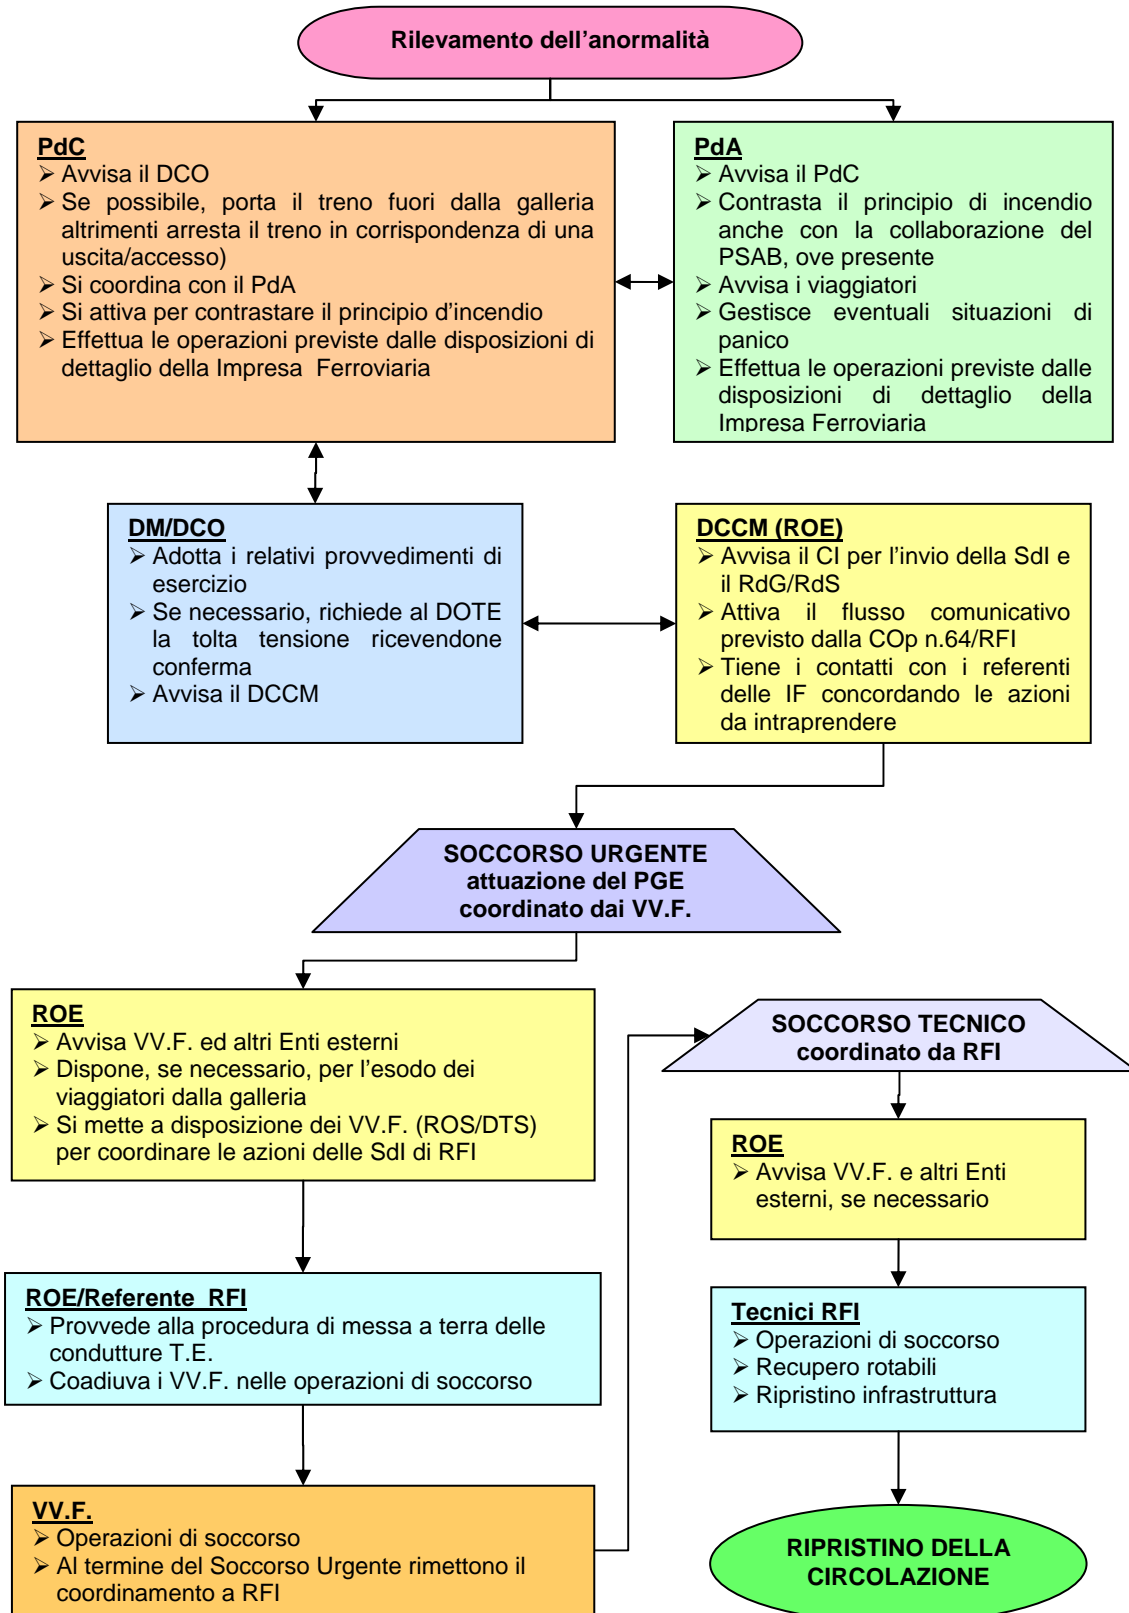 Rilevamento dell'anormalità
PdC
➢ Avvisa il DCO
➢ Se possibile, porta il treno fuori dalla galleria
altrimenti arresta il treno in corrispondenza di una
uscita/accesso)
➢ Si coordina con il PdA
➢ Si attiva per contrastare il principio d'incendio
➢ Effettua le operazioni previste dalle disposizioni di
dettaglio della Impresa Ferroviaria
PdA
➢ Avvisa il PdC
➢ Contrasta il principio di incendio
anche con la collaborazione del
PSAB, ove presente
➢ Avvisa i viaggiatori
➢ Gestisce eventuali situazioni di
panico
➢ Effettua le operazioni previste dalle
disposizioni di dettaglio della
Impresa Ferroviaria
DM/DCO
➢ Adotta i relativi provvedimenti di
esercizio
➢ Se necessario, richiede al DOTE
la tolta tensione ricevendone
conferma
➢ Avvisa il DCCM
DCCM (ROE)
➢ Avvisa il CI per l'invio della SdI e
il RdG/RdS
➢ Attiva il flusso comunicativo
previsto dalla COp n.64/RFI
➢ Tiene i contatti con i referenti
delle IF concordando le azioni
da intraprendere
SOCCORSO URGENTE
attuazione del PGE
coordinato dai VV.F.
ROE
➢ Avvisa VV.F. ed altri Enti esterni
➢ Dispone, se necessario, per l'esodo dei
viaggiatori dalla galleria
➢ Si mette a disposizione dei VV.F. (ROS/DTS)
per coordinare le azioni delle SdI di RFI
ROE/Referente RFI
➢ Provvede alla procedura di messa a terra delle
condutture T.E.
➢ Coadiuva i VV.F. nelle operazioni di soccorso
VV.F.
➢ Operazioni di soccorso
➢ Al termine del Soccorso Urgente rimettono il
coordinamento a RFI
SOCCORSO TECNICO
coordinato da RFI
ROE
➢ Avvisa VV.F. e altri Enti
esterni, se necessario
Tecnici RFI
➢ Operazioni di soccorso
➢ Recupero rotabili
➢ Ripristino infrastruttura
RIPRISTINO DELLA
CIRCOLAZIONE